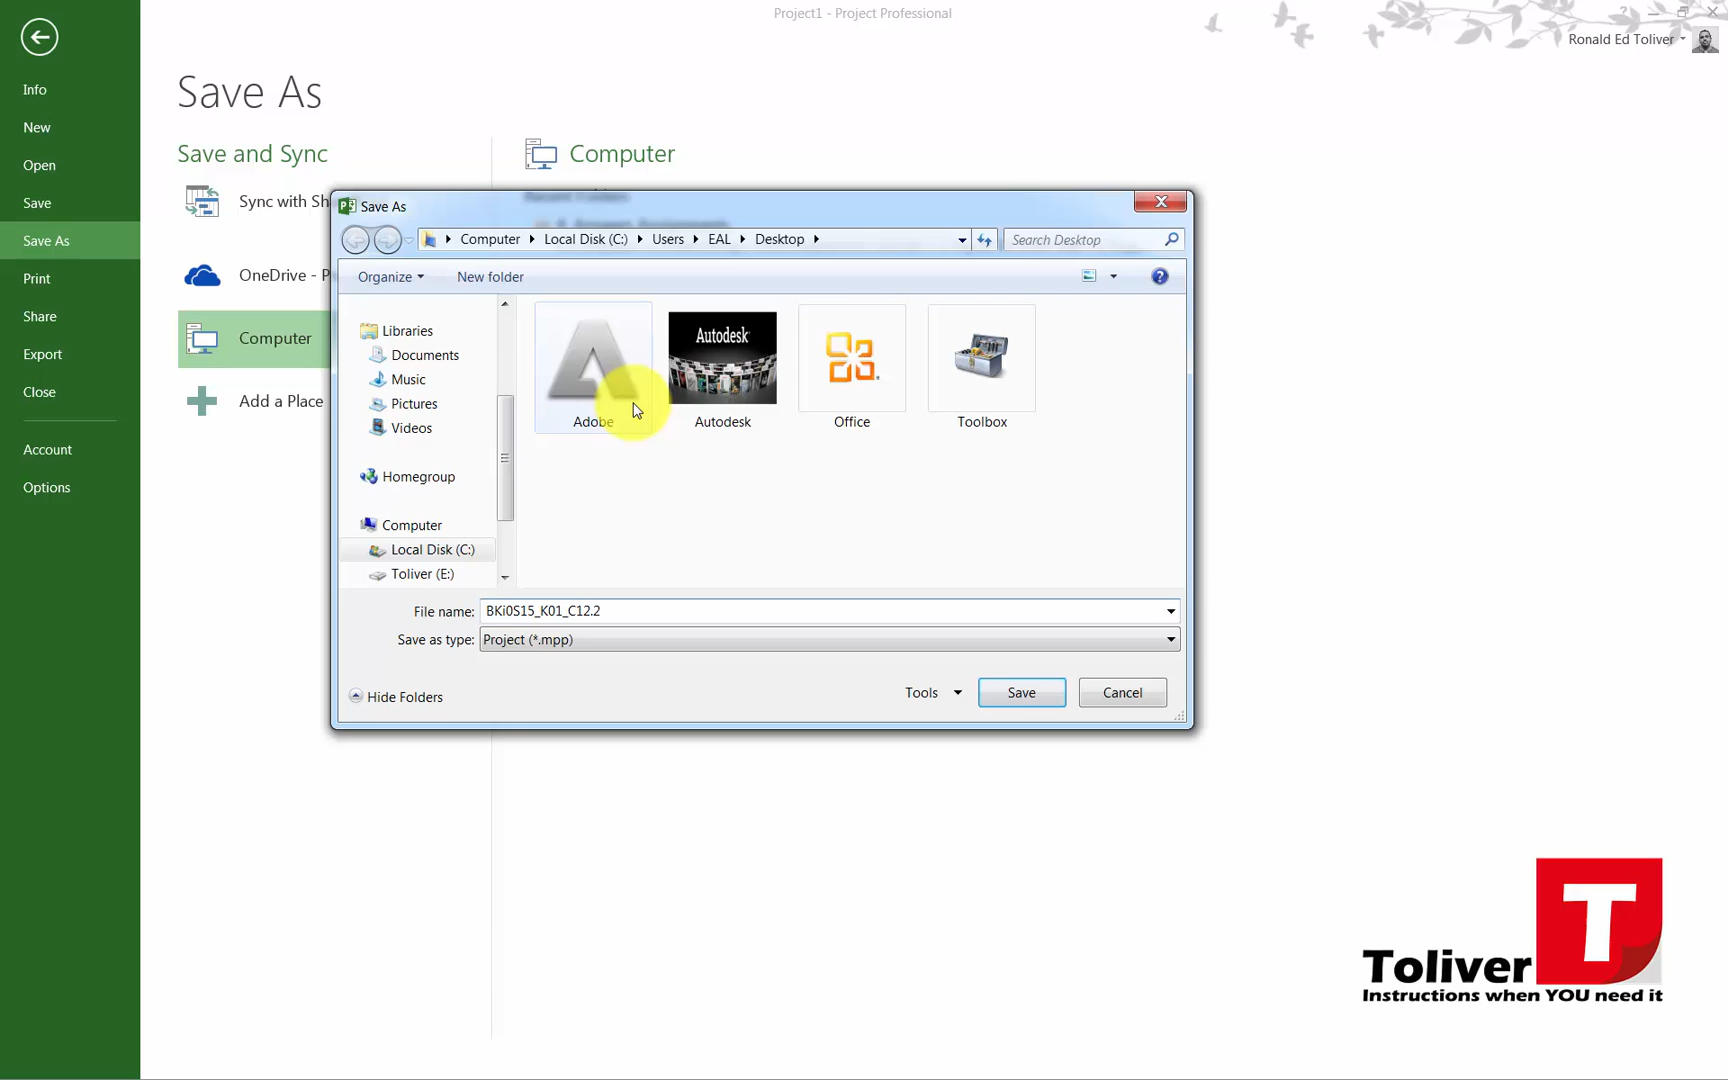 Project1 - Project Professional
Ronald Ed Toliver
Info
New
Open
Save
Save As
Print
Share
Export
Close
Account
Options
Save As
Save and Sync
Sync with Sh
OneDrive - P
Computer
Add a Place
Computer
Recent Folders
Save As
Computer
Local Disk (C:)
Users
EAL
Desktop
Search Desktop
Organize
New folder
Libraries
Documents
Music
Pictures
Videos
Homegroup
Computer
Local Disk (C:)
Toliver (E:)
Autodesk
Adobe
Autodesk
Office
Toolbox
File name: BKi0S15_K01_C12.2
Save as type: Project (*.mpp)
Hide Folders
Tools
Save
Cancel
T
Toliver
Instructions when YOU need it